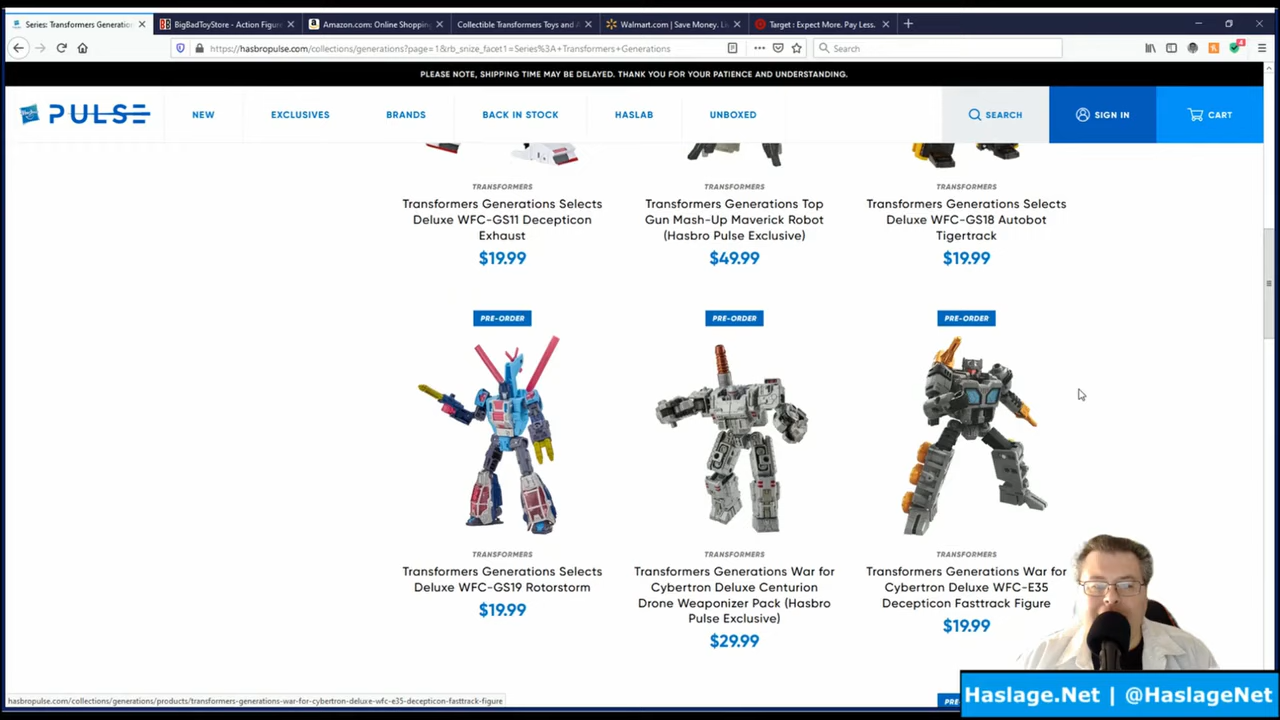 Series: Transformers Generation
BigBadToyStore - Action Figure
Amazon.com: Online Shopping
Collectible Transformers Toys and A
Walmart.com | Save Money. Li
Target : Expect More. Pay Less.
https://hasbropulse.com/collections/generations?page=1&rb_snize_facet1=Series%3A+Transformers+Generations
Search
4
PLEASE NOTE, SHIPPING TIME MAY BE DELAYED. THANK YOU FOR YOUR PATIENCE AND UNDERSTANDING.
PULSE
NEW
EXCLUSIVES
BRANDS
BACK IN STOCK
HASLAB
UNBOXED
SEARCH
SIGN IN
CART
TRANSFORMERS
Transformers Generations Selects
Deluxe WFC-GS11 Decepticon
Exhaust
$19.99
TRANSFORMERS
Transformers Generations Top
Gun Mash-Up Maverick Robot
(Hasbro Pulse Exclusive)
$49.99
TRANSFORMERS
Transformers Generations Selects
Deluxe WFC-GS18 Autobot
Tigertrack
$19.99
PRE-ORDER
TRANSFORMERS
Transformers Generations Selects
Deluxe WFC-GS19 Rotorstorm
$19.99
PRE-ORDER
TRANSFORMERS
Transformers Generations War for
Cybertron Deluxe Centurion
Drone Weaponizer Pack (Hasbro
Pulse Exclusive)
$29.99
PRE-ORDER
TRANSFORMERS
Transformers Generations War for
Cybertron Deluxe WFC-E35
Decepticon Fasttrack Figure
$19.99
hasbropulse.com/collections/generations/products/transformers-generations-war-for-cybertron-deluxe-wfc-e35-decepticon-fasttrack-figure
Haslage.Net | @HaslageNet